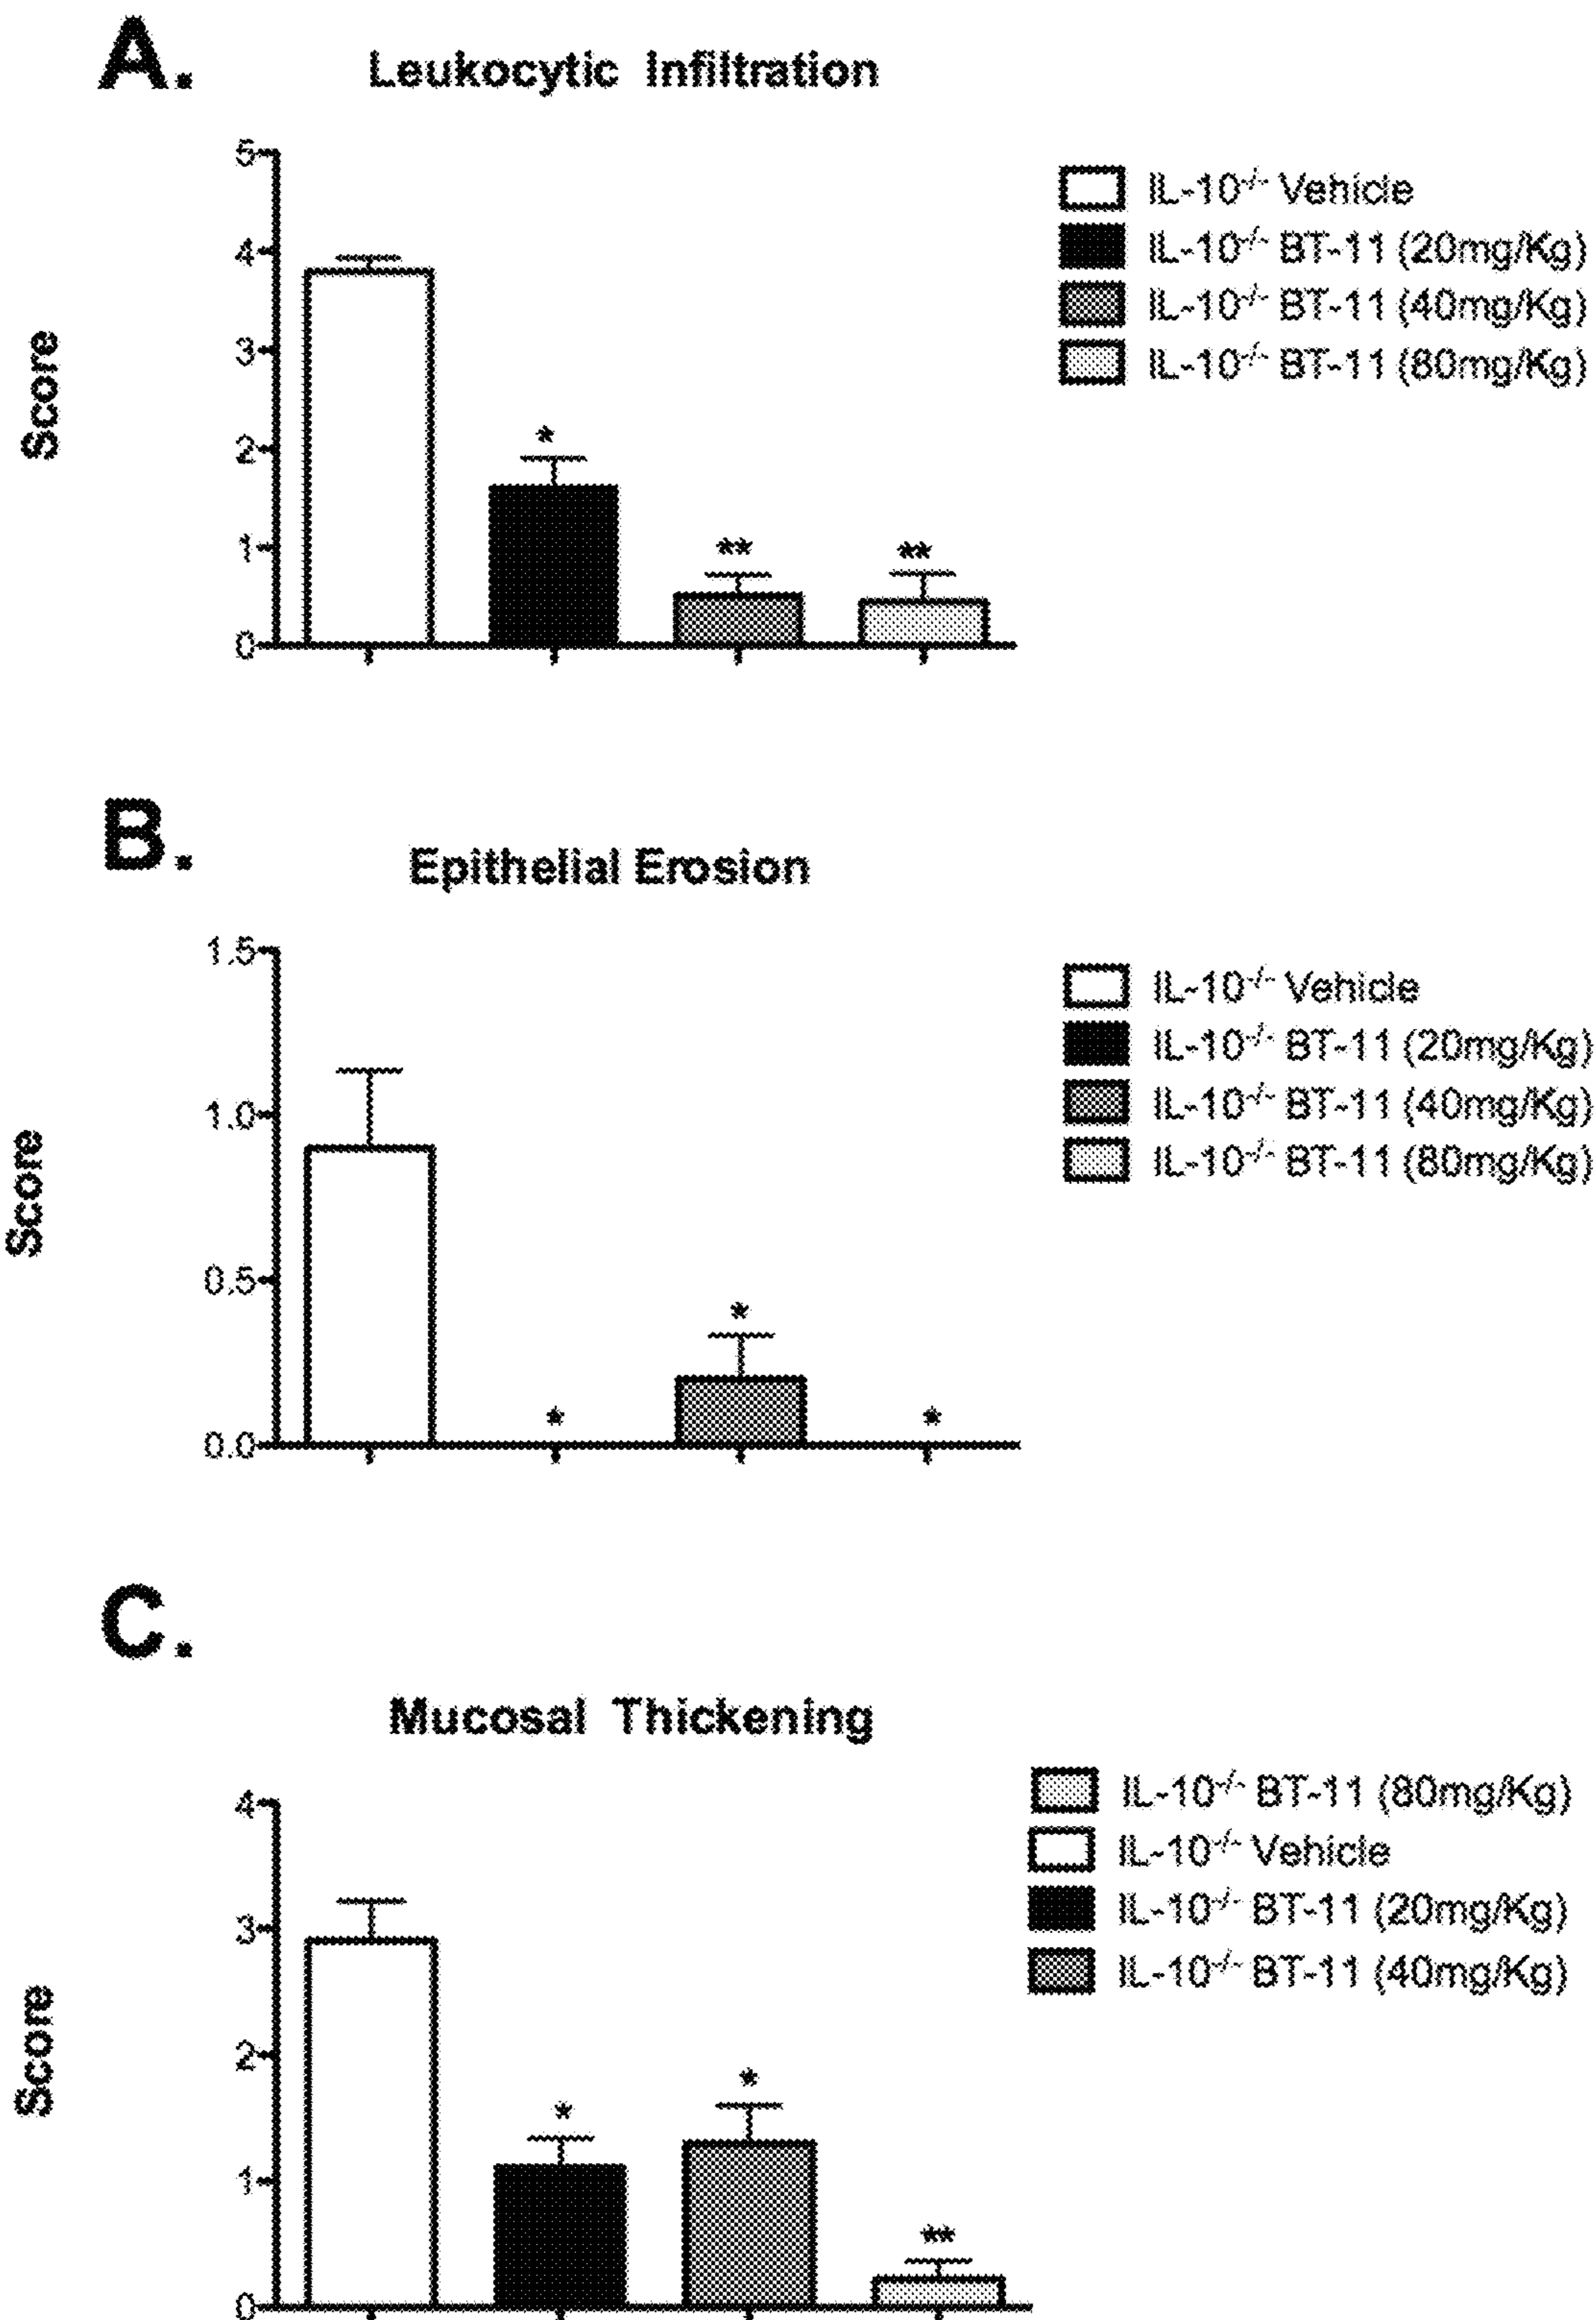 A.
Leukocytic Infiltration
Score
5
4
3
2
1
0
*
**
**
IL-10-/- Vehicle
IL-10-/- BT-11 (20mg/Kg)
IL-10-/- BT-11 (40mg/Kg)
IL-10-/- BT-11 (80mg/Kg)
B.
Epithelial Erosion
Score
1.5
1.0
0.5
0.0
*
*
*
IL-10-/- Vehicle
IL-10-/- BT-11 (20mg/Kg)
IL-10-/- BT-11 (40mg/Kg)
IL-10-/- BT-11 (80mg/Kg)
C.
Mucosal Thickening
Score
4
3
2
1
0
*
*
**
IL-10-/- BT-11 (80mg/Kg)
IL-10-/- Vehicle
IL-10-/- BT-11 (20mg/Kg)
IL-10-/- BT-11 (40mg/Kg)